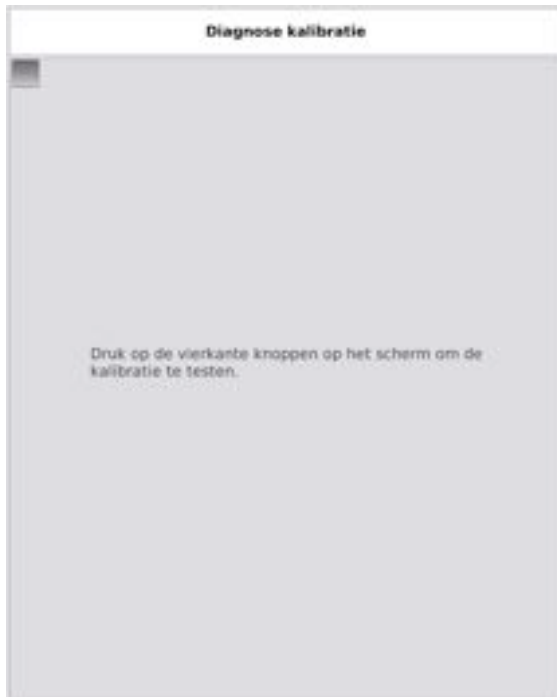 Diagnose kalibratie
Druk op de vierkante knoppen op het scherm om de
kalibratie te testen.